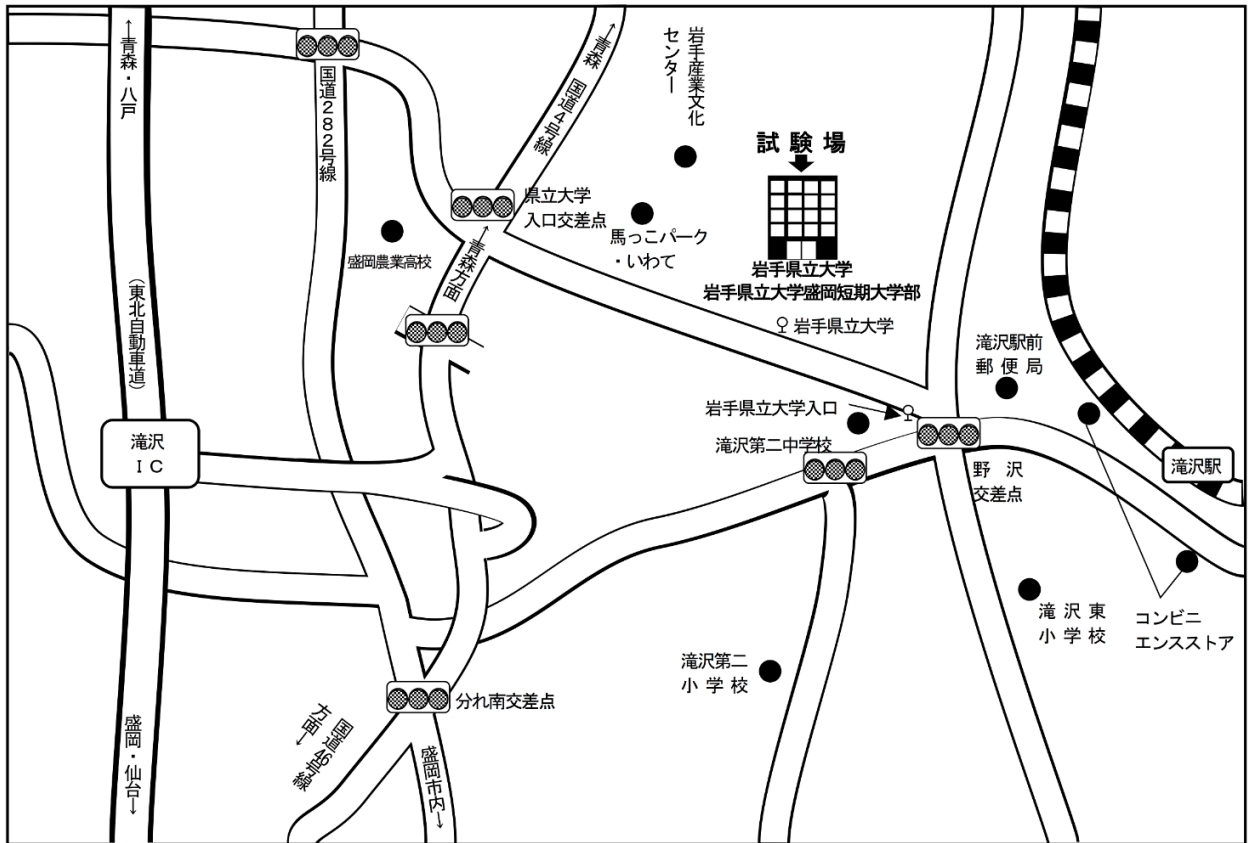 ←青森・八戸
国道282号線
←青森 国道4号線
岩手産業文化
センター
試験場
県立大学
入口交差点
馬っこパーク
・いわて
盛岡農業高校
←青森方面
岩手県立大学
岩手県立大学盛岡短期大学部
岩手県立大学
(東北自動車道)
滝沢駅前
郵便局
岩手県立大学入口
滝沢第二中学校
滝沢
IC
滝沢駅
野沢
交差点
滝沢東
小学校
コンビニ
エンスストア
滝沢第二
小学校
分れ南交差点
国道46号線
方面→
盛岡市内→
盛岡・仙台→